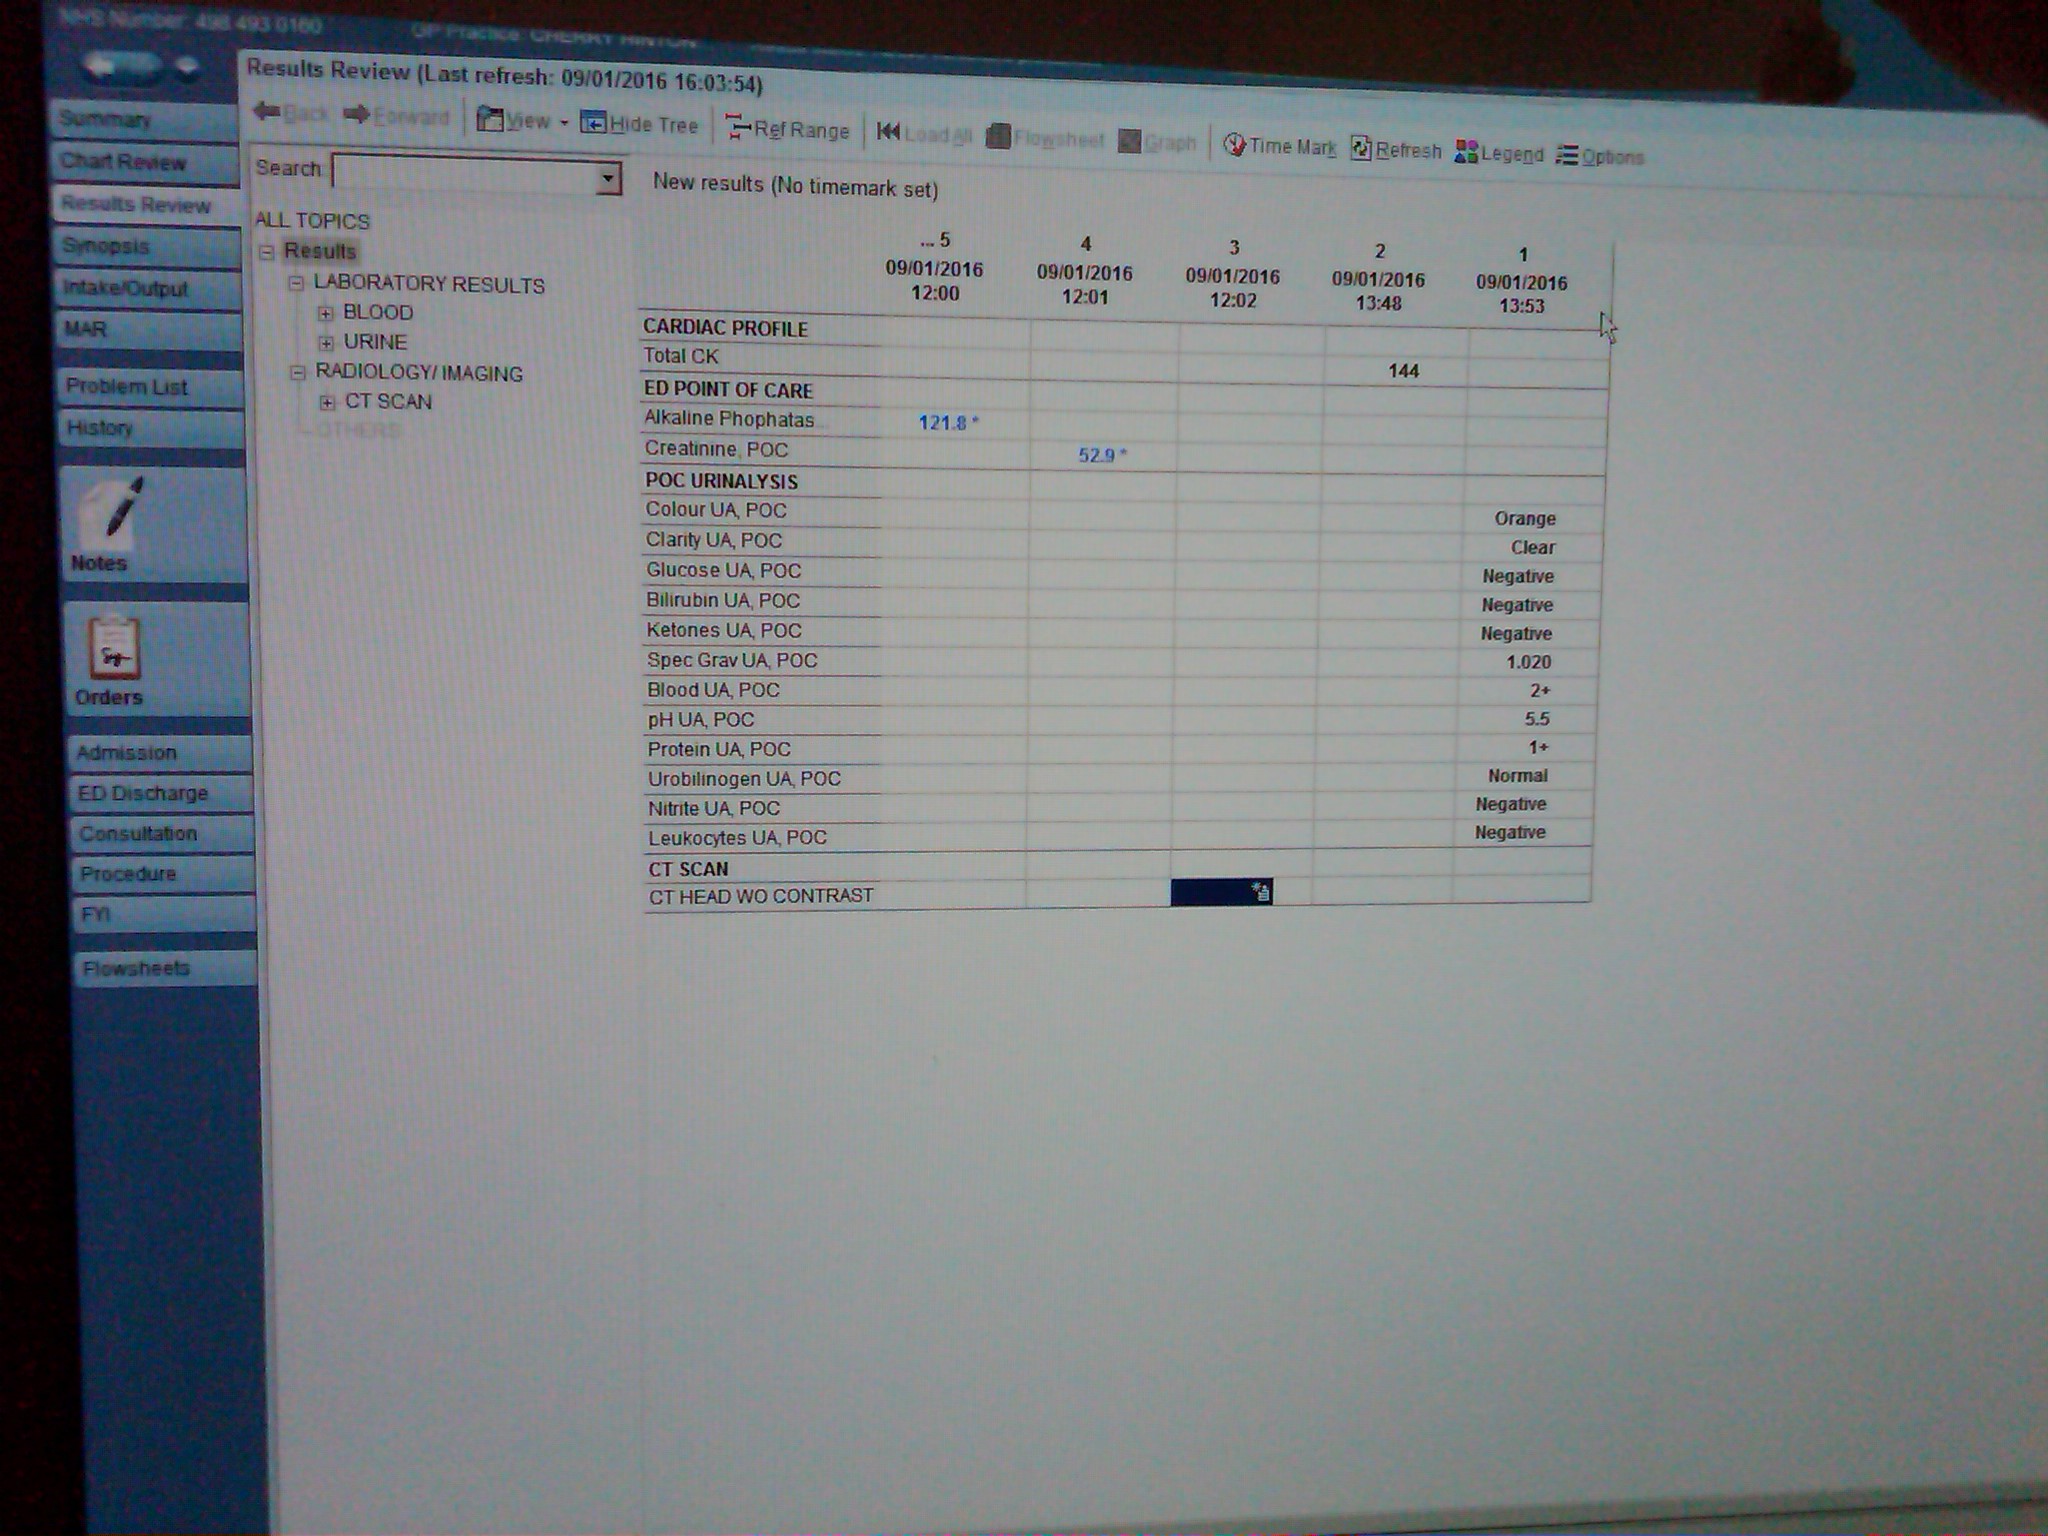 NHS Number: 498 493 0160 GP Practice: CHERRY HINTON
Results Review (Last refresh: 09/01/2016 16:03:54)
Back Forward View Hide Tree Ref Range Load All Flowsheet Graph Time Mark Refresh Legend Options
Search:
New results (No timemark set)
Summary
Chart Review
Results Review
Synopsis
Intake/Output
MAR
Problem List
History
Notes
Orders
Admission
ED Discharge
Consultation
Procedure
FYI
Flowsheets
ALL TOPICS
Results
LABORATORY RESULTS
BLOOD
URINE
RADIOLOGY/ IMAGING
CT SCAN
OTHERS
... 5 4 3 2 1
09/01/2016 09/01/2016 09/01/2016 09/01/2016 09/01/2016
12:00 12:01 12:02 13:48 13:53
CARDIAC PROFILE
Total CK 144
ED POINT OF CARE
Alkaline Phophatas... 121.8 *
Creatinine, POC 52.9 *
POC URINALYSIS
Colour UA, POC Orange
Clarity UA, POC Clear
Glucose UA, POC Negative
Bilirubin UA, POC Negative
Ketones UA, POC Negative
Spec Grav UA, POC 1.020
Blood UA, POC 2+
pH UA, POC 5.5
Protein UA, POC 1+
Urobilinogen UA, POC Normal
Nitrite UA, POC Negative
Leukocytes UA, POC Negative
CT SCAN
CT HEAD WO CONTRAST